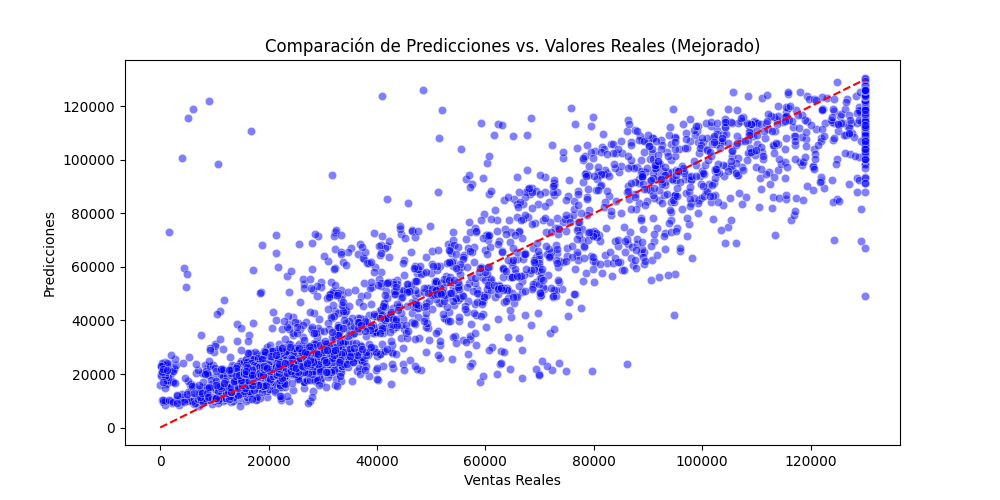 Comparación de Predicciones vs. Valores Reales (Mejorado)
Predicciones
120000
100000
80000
60000
40000
20000
0
0 20000 40000 60000 80000 100000 120000
Ventas Reales